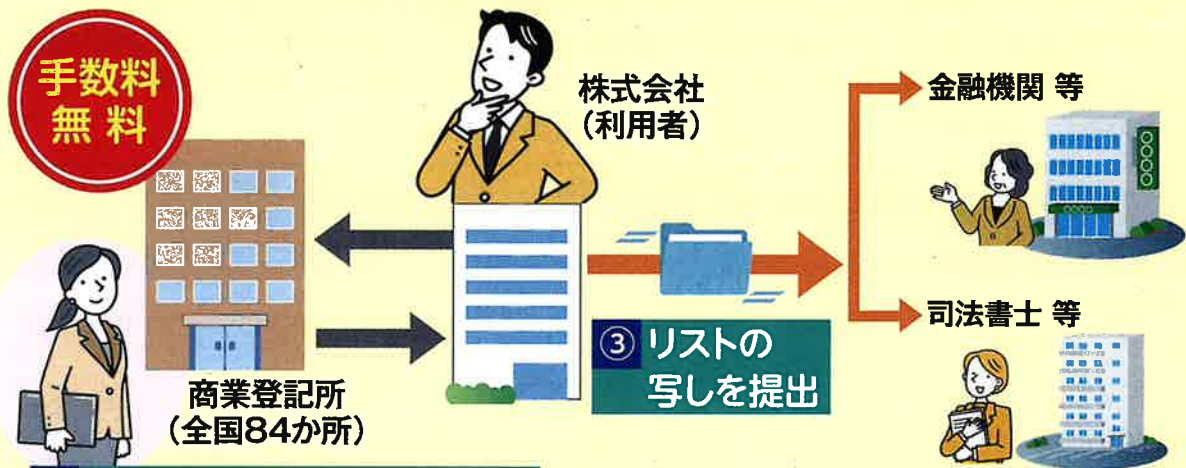 手数料
無料
株式会社
（利用者）
金融機関 等
司法書士 等
③ リストの
写しを提出
商業登記所
（全国84か所）